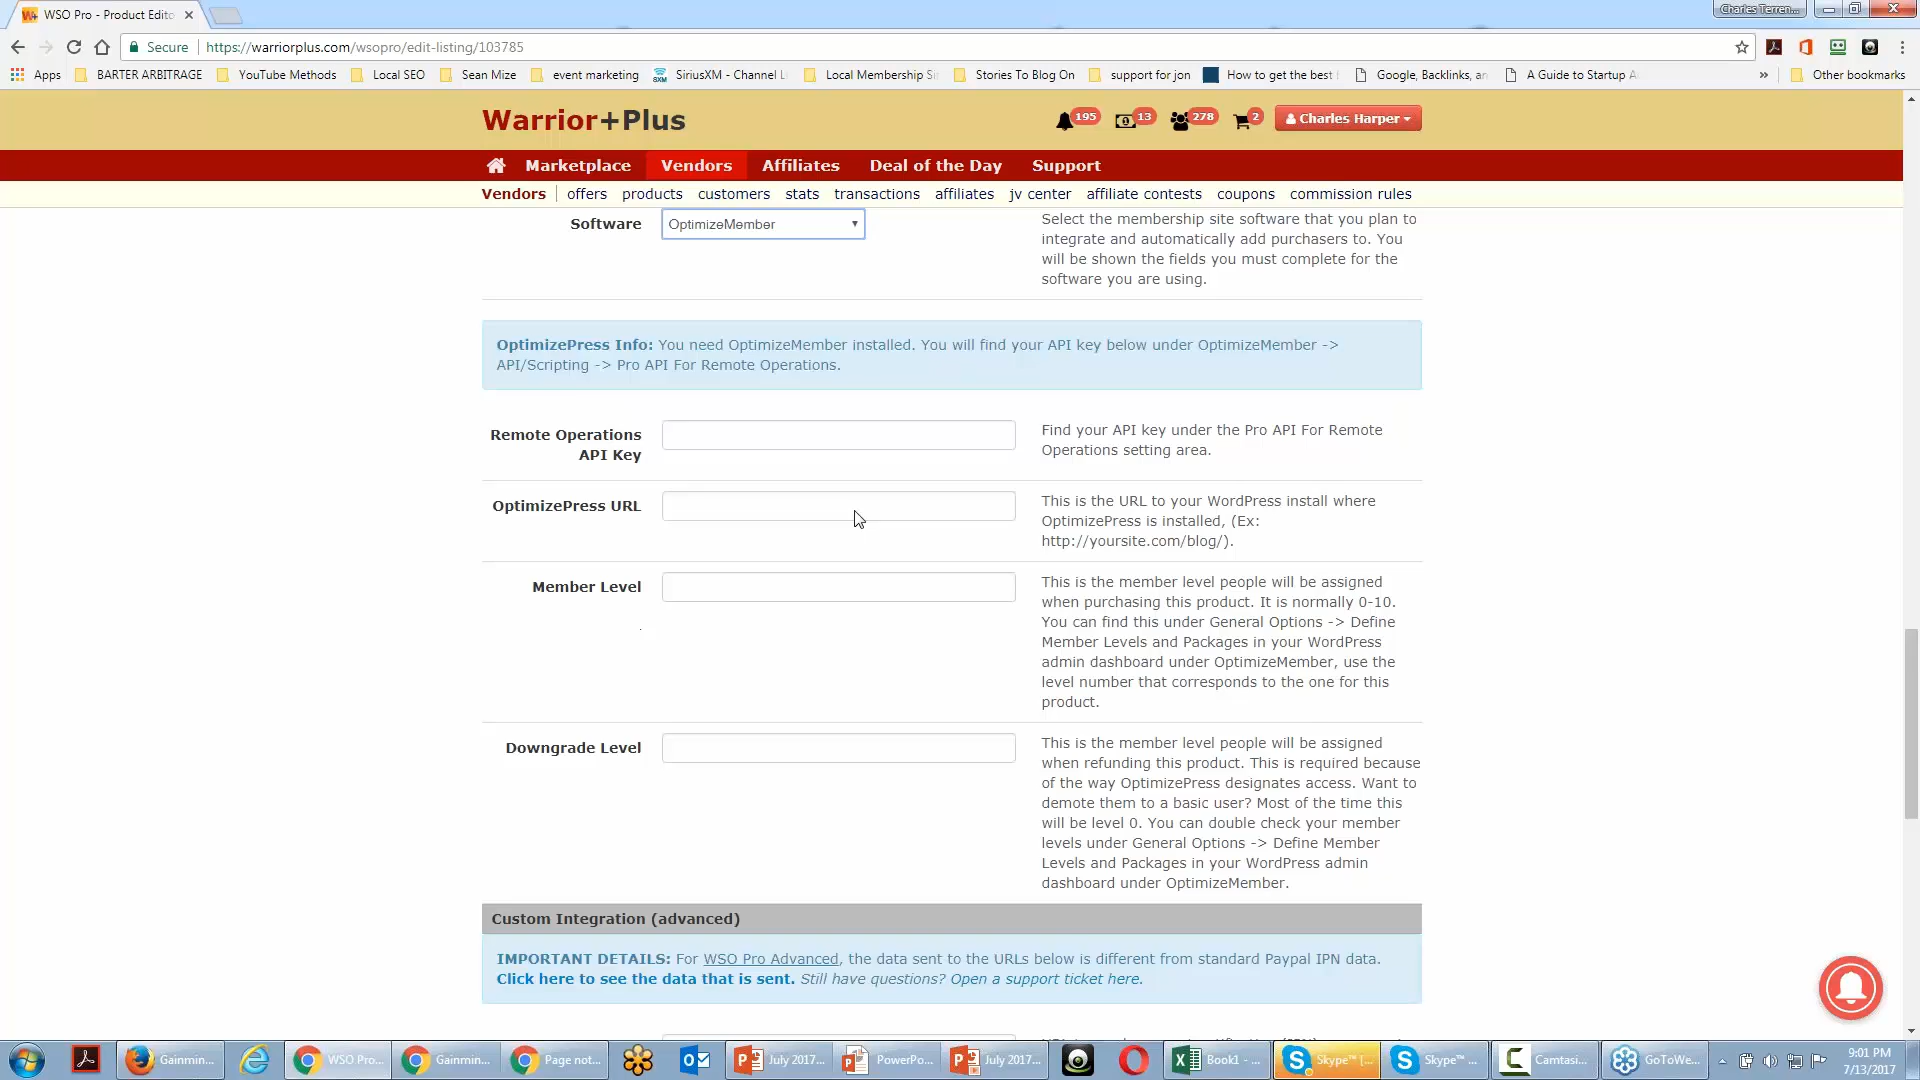 WSO Pro - Product Edito
Charles Terren...
Secure
https://warriorplus.com/wsopro/edit-listing/103785
Apps
BARTER ARBITRAGE
YouTube Methods
Local SEO
Sean Mize
event marketing
SiriusXM - Channel L
Local Membership Si
Stories To Blog On
support for jon
How to get the best
Google, Backlinks, an
A Guide to Startup A
»
Other bookmarks
Warrior+Plus
195
13
278
2
Charles Harper
Marketplace
Vendors
Affiliates
Deal of the Day
Support
Vendors
offers
products
customers
stats
transactions
affiliates
jv center
affiliate contests
coupons
commission rules
Software
OptimizeMember
Select the membership site software that you plan to
integrate and automatically add purchasers to. You
will be shown the fields you must complete for the
software you are using.
OptimizePress Info: You need OptimizeMember installed. You will find your API key below under OptimizeMember ->
API/Scripting -> Pro API For Remote Operations.
Remote Operations
API Key
Find your API key under the Pro API For Remote
Operations setting area.
OptimizePress URL
This is the URL to your WordPress install where
OptimizePress is installed, (Ex:
http://yoursite.com/blog/).
Member Level
This is the member level people will be assigned
when purchasing this product. It is normally 0-10.
You can find this under General Options -> Define
Member Levels and Packages in your WordPress
admin dashboard under OptimizeMember, use the
level number that corresponds to the one for this
product.
Downgrade Level
This is the member level people will be assigned
when refunding this product. This is required because
of the way OptimizePress designates access. Want to
demote them to a basic user? Most of the time this
will be level 0. You can double check your member
levels under General Options -> Define Member
Levels and Packages in your WordPress admin
dashboard under OptimizeMember.
Custom Integration (advanced)
IMPORTANT DETAILS: For WSO Pro Advanced, the data sent to the URLs below is different from standard Paypal IPN data.
Click here to see the data that is sent. Still have questions? Open a support ticket here.
Gainmin...
WSO Pro...
Gainmin...
Page not...
July 2017...
PowerPo...
July 2017...
Book1 - ...
Skype™ [...
Skype™ ...
Camtasi...
GoToWe...
9:01 PM
7/13/2017